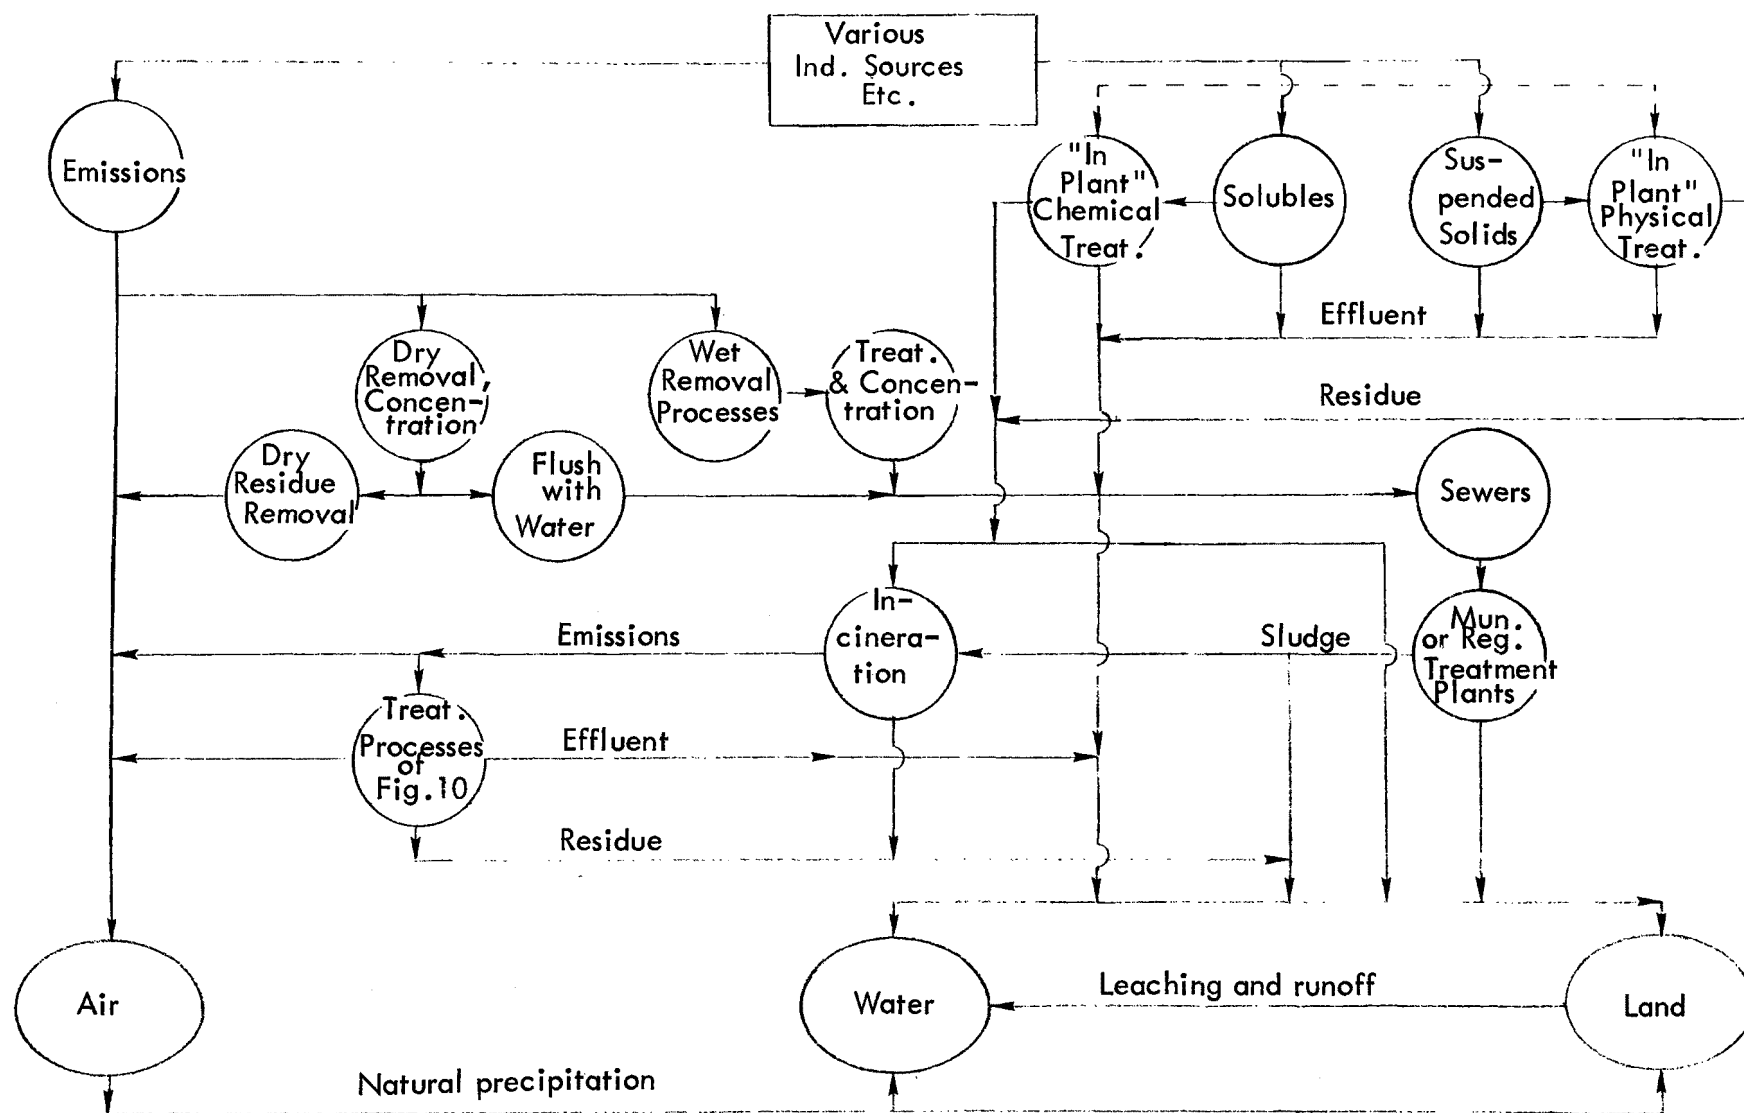 Various
Ind. Sources
Etc.
Emissions
"In
Plant"
Chemical
Treat.
Solubles
Sus-
pended
Solids
"In
Plant"
Physical
Treat.
Effluent
Dry
Removal,
Concen-
tration
Wet
Removal
Processes
Treat.
& Concen-
tration
Residue
Dry
Residue
Removal
Flush
with
Water
Sewers
Emissions
In-
cinera-
tion
Sludge
Mun.
or Reg.
Treatment
Plants
Treat.
Processes
of
Fig.10
Effluent
Residue
Air
Water
Leaching and runoff
Land
Natural precipitation